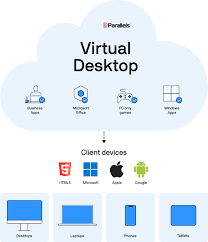 Parallels
Virtual
Desktop
Business
Apps
Microsoft
Office
PC only
games
Windows
Apps
Client devices
HTML5
Microsoft
Apple
Google
Desktops
Laptops
Phones
Tablets